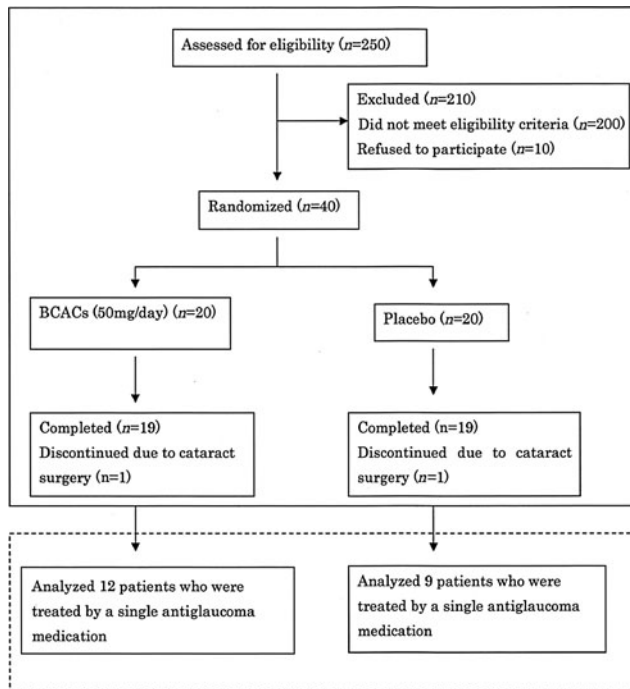 Assessed for eligibility (n=250)
Excluded (n=210)
Did not meet eligibility criteria (n=200)
Refused to participate (n=10)
Randomized (n=40)
BCACs (50mg/day) (n=20)
Placebo (n=20)
Completed (n=19)
Discontinued due to cataract
surgery (n=1)
Completed (n=19)
Discontinued due to cataract
surgery (n=1)
Analyzed 12 patients who were
treated by a single antiglaucoma
medication
Analyzed 9 patients who were
treated by a single antiglaucoma
medication